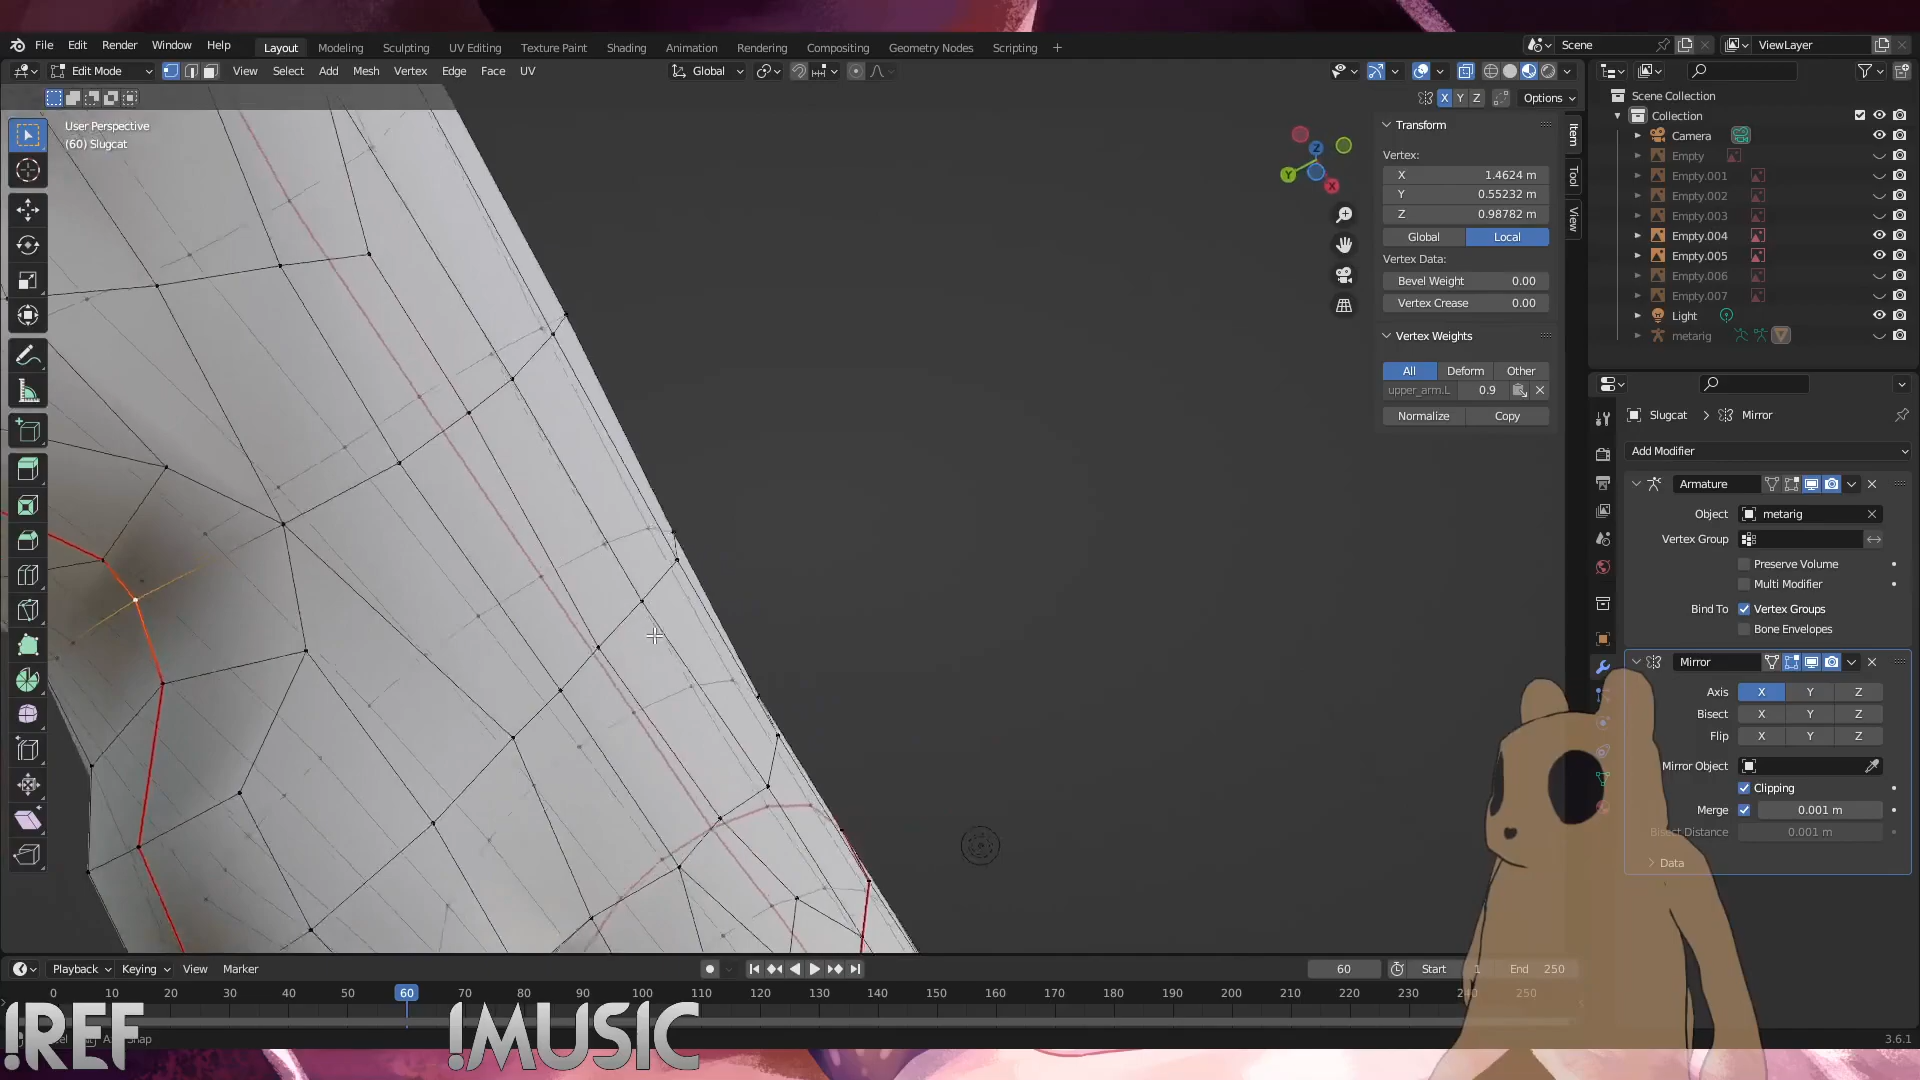 File Edit Render Window Help Layout Modeling Sculpting UV Editing Texture Paint Shading Animation Rendering Compositing Geometry Nodes Scripting + Scene ViewLayer
Edit Mode View Select Add Mesh Vertex Edge Face UV Global
X Y Z Options
User Perspective
(60) Slugcat
Z
Y
X
Transform
Vertex:
X 1.4624 m
Y 0.55232 m
Z 0.98782 m
Global Local
Vertex Data:
Bevel Weight 0.00
Vertex Crease 0.00
Vertex Weights
All Deform Other
upper_arm.L 0.9
Normalize Copy
Item
Tool
View
Scene Collection
Collection
Camera
Empty
Empty.001
Empty.002
Empty.003
Empty.004
Empty.005
Empty.006
Empty.007
Light
metarig
Slugcat > Mirror
Add Modifier
Armature
Object metarig
Vertex Group
Preserve Volume
Multi Modifier
Bind To Vertex Groups
Bone Envelopes
Mirror
Axis X Y Z
Bisect X Y Z
Flip X Y Z
Mirror Object
Clipping
Merge 0.001 m
Bisect Distance 0.001 m
Data
Playback Keying View Marker 60 Start 1 End 250
0 10 20 30 40 50 60 70 80 90 100 110 120 130 140 150 160 170 180 190 200 210 220 230 240 250
!REF !MUSIC
Snap
3.6.1